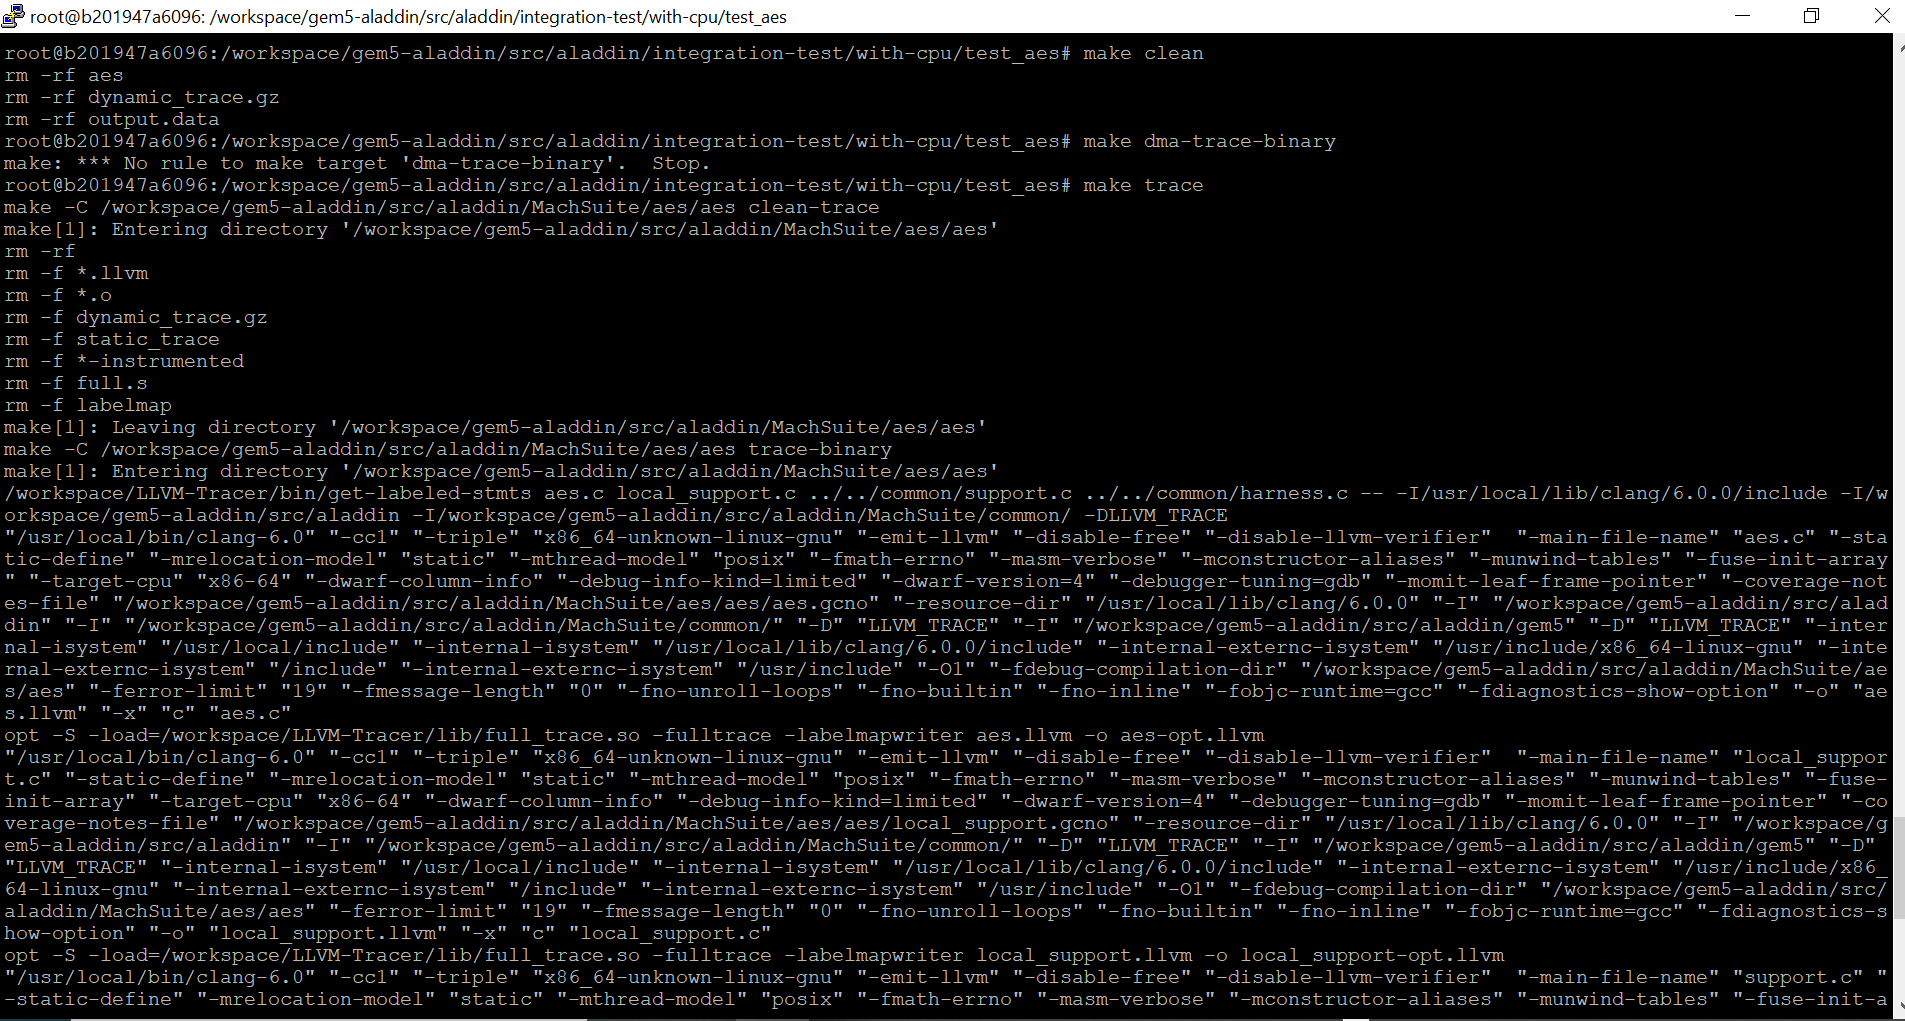 root@b201947a6096: /workspace/gem5-aladdin/src/aladdin/integration-test/with-cpu/test_aes
root@b201947a6096:/workspace/gem5-aladdin/src/aladdin/integration-test/with-cpu/test_aes# make clean
rm -rf aes
rm -rf dynamic_trace.gz
rm -rf output.data
root@b201947a6096:/workspace/gem5-aladdin/src/aladdin/integration-test/with-cpu/test_aes# make dma-trace-binary
make: *** No rule to make target 'dma-trace-binary'.  Stop.
root@b201947a6096:/workspace/gem5-aladdin/src/aladdin/integration-test/with-cpu/test_aes# make trace
make -C /workspace/gem5-aladdin/src/aladdin/MachSuite/aes/aes clean-trace
make[1]: Entering directory '/workspace/gem5-aladdin/src/aladdin/MachSuite/aes/aes'
rm -rf
rm -f *.llvm
rm -f *.o
rm -f dynamic_trace.gz
rm -f static_trace
rm -f *-instrumented
rm -f full.s
rm -f labelmap
make[1]: Leaving directory '/workspace/gem5-aladdin/src/aladdin/MachSuite/aes/aes'
make -C /workspace/gem5-aladdin/src/aladdin/MachSuite/aes/aes trace-binary
make[1]: Entering directory '/workspace/gem5-aladdin/src/aladdin/MachSuite/aes/aes'
/workspace/LLVM-Tracer/bin/get-labeled-stmts aes.c local_support.c ../../common/support.c ../../common/harness.c -- -I/usr/local/lib/clang/6.0.0/include -I/w
orkspace/gem5-aladdin/src/aladdin -I/workspace/gem5-aladdin/src/aladdin/MachSuite/common/ -DLLVM_TRACE
"/usr/local/bin/clang-6.0" "-cc1" "-triple" "x86_64-unknown-linux-gnu" "-emit-llvm" "-disable-free" "-disable-llvm-verifier"  "-main-file-name" "aes.c" "-sta
tic-define" "-mrelocation-model" "static" "-mthread-model" "posix" "-fmath-errno" "-masm-verbose" "-mconstructor-aliases" "-munwind-tables" "-fuse-init-array
" "-target-cpu" "x86-64" "-dwarf-column-info" "-debug-info-kind=limited" "-dwarf-version=4" "-debugger-tuning=gdb" "-momit-leaf-frame-pointer" "-coverage-not
es-file" "/workspace/gem5-aladdin/src/aladdin/MachSuite/aes/aes/aes.gcno" "-resource-dir" "/usr/local/lib/clang/6.0.0" "-I" "/workspace/gem5-aladdin/src/alad
din" "-I" "/workspace/gem5-aladdin/src/aladdin/MachSuite/common/" "-D" "LLVM_TRACE" "-I" "/workspace/gem5-aladdin/src/aladdin/gem5" "-D" "LLVM_TRACE" "-inter
nal-isystem" "/usr/local/include" "-internal-isystem" "/usr/local/lib/clang/6.0.0/include" "-internal-externc-isystem" "/usr/include/x86_64-linux-gnu" "-inte
rnal-externc-isystem" "/include" "-internal-externc-isystem" "/usr/include" "-O1" "-fdebug-compilation-dir" "/workspace/gem5-aladdin/src/aladdin/MachSuite/ae
s/aes" "-ferror-limit" "19" "-fmessage-length" "0" "-fno-unroll-loops" "-fno-builtin" "-fno-inline" "-fobjc-runtime=gcc" "-fdiagnostics-show-option" "-o" "ae
s.llvm" "-x" "c" "aes.c"
opt -S -load=/workspace/LLVM-Tracer/lib/full_trace.so -fulltrace -labelmapwriter aes.llvm -o aes-opt.llvm
"/usr/local/bin/clang-6.0" "-cc1" "-triple" "x86_64-unknown-linux-gnu" "-emit-llvm" "-disable-free" "-disable-llvm-verifier"  "-main-file-name" "local_suppor
t.c" "-static-define" "-mrelocation-model" "static" "-mthread-model" "posix" "-fmath-errno" "-masm-verbose" "-mconstructor-aliases" "-munwind-tables" "-fuse-
init-array" "-target-cpu" "x86-64" "-dwarf-column-info" "-debug-info-kind=limited" "-dwarf-version=4" "-debugger-tuning=gdb" "-momit-leaf-frame-pointer" "-co
verage-notes-file" "/workspace/gem5-aladdin/src/aladdin/MachSuite/aes/aes/local_support.gcno" "-resource-dir" "/usr/local/lib/clang/6.0.0" "-I" "/workspace/g
em5-aladdin/src/aladdin" "-I" "/workspace/gem5-aladdin/src/aladdin/MachSuite/common/" "-D" "LLVM_TRACE" "-I" "/workspace/gem5-aladdin/src/aladdin/gem5" "-D"
"LLVM_TRACE" "-internal-isystem" "/usr/local/include" "-internal-isystem" "/usr/local/lib/clang/6.0.0/include" "-internal-externc-isystem" "/usr/include/x86_
64-linux-gnu" "-internal-externc-isystem" "/include" "-internal-externc-isystem" "/usr/include" "-O1" "-fdebug-compilation-dir" "/workspace/gem5-aladdin/src/
aladdin/MachSuite/aes/aes" "-ferror-limit" "19" "-fmessage-length" "0" "-fno-unroll-loops" "-fno-builtin" "-fno-inline" "-fobjc-runtime=gcc" "-fdiagnostics-s
how-option" "-o" "local_support.llvm" "-x" "c" "local_support.c"
opt -S -load=/workspace/LLVM-Tracer/lib/full_trace.so -fulltrace -labelmapwriter local_support.llvm -o local_support-opt.llvm
"/usr/local/bin/clang-6.0" "-cc1" "-triple" "x86_64-unknown-linux-gnu" "-emit-llvm" "-disable-free" "-disable-llvm-verifier"  "-main-file-name" "support.c" "
-static-define" "-mrelocation-model" "static" "-mthread-model" "posix" "-fmath-errno" "-masm-verbose" "-mconstructor-aliases" "-munwind-tables" "-fuse-init-a